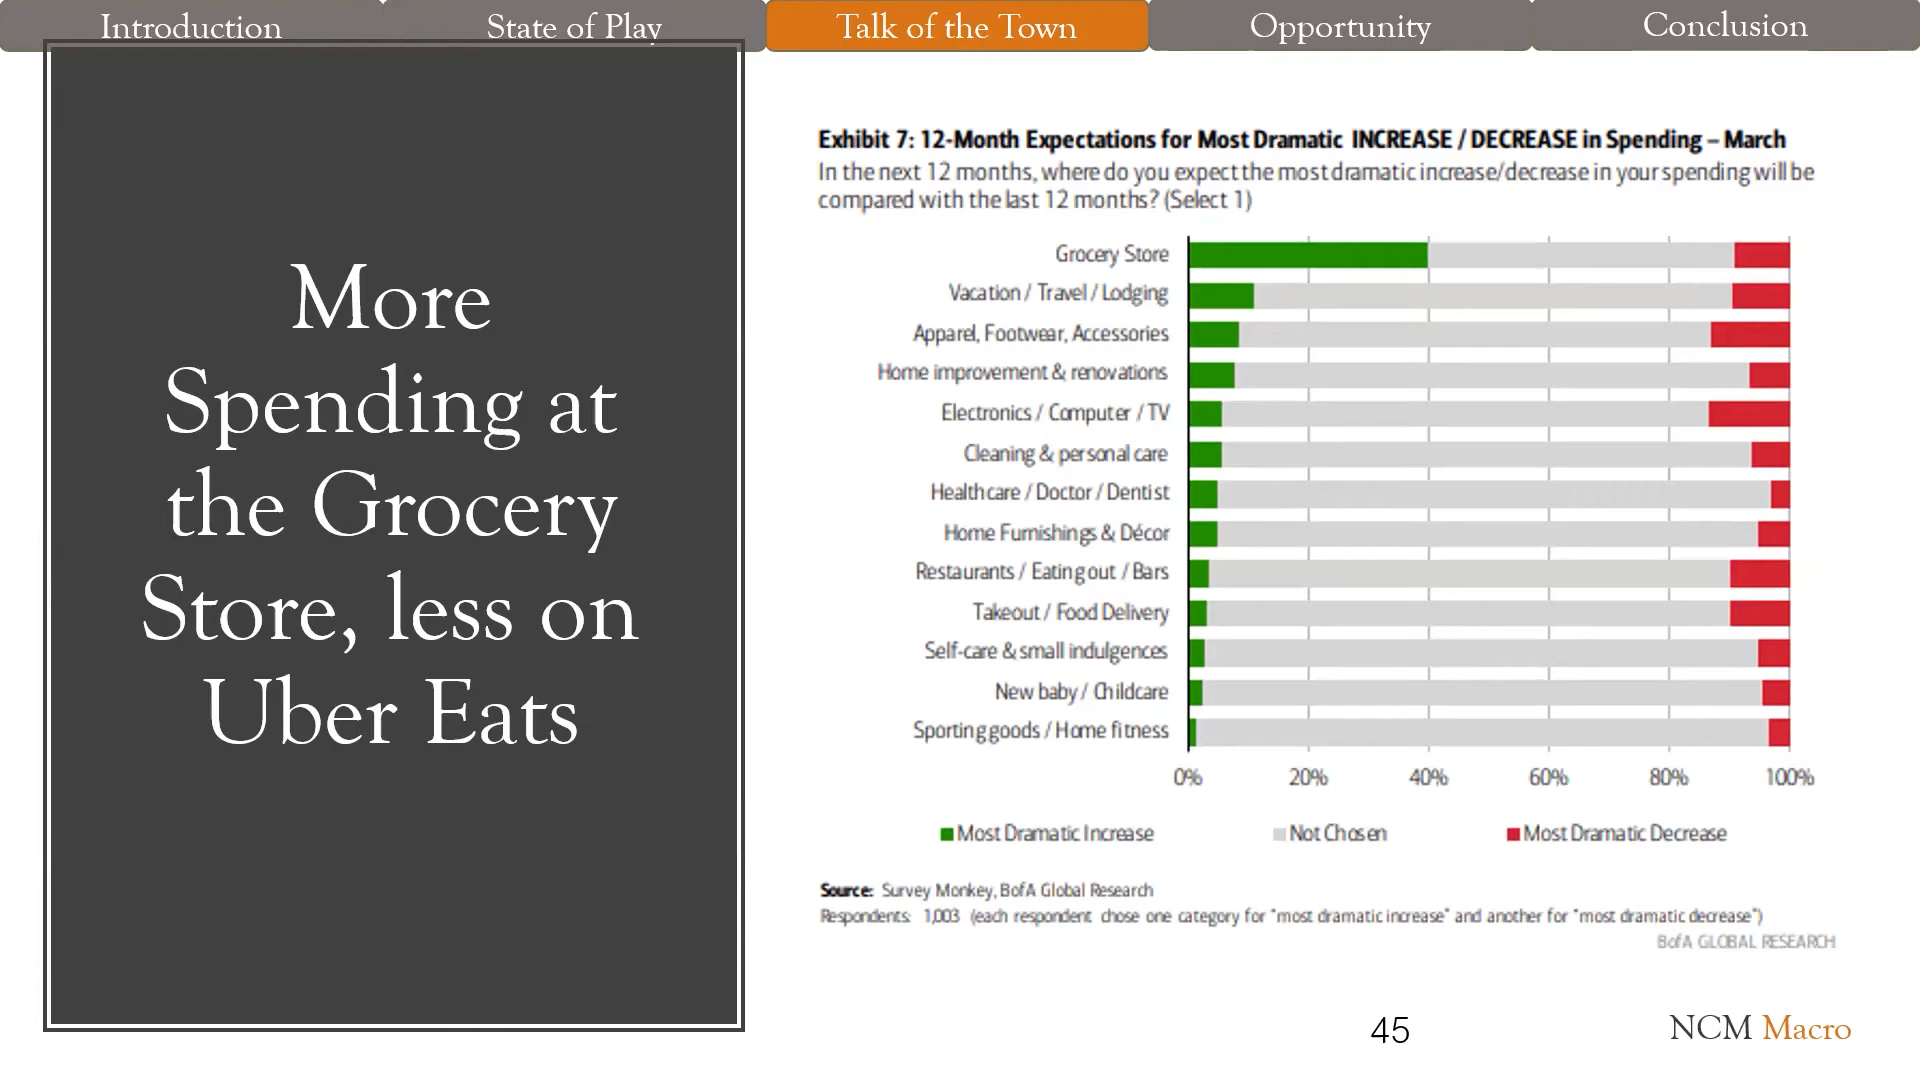 Introduction
State of Play
Talk of the Town
Opportunity
Conclusion
More
Spending at
the Grocery
Store, less on
Uber Eats
Exhibit 7: 12-Month Expectations for Most Dramatic INCREASE / DECREASE in Spending – March
In the next 12 months, where do you expect the most dramatic increase/decrease in your spending will be
compared with the last 12 months? (Select 1)
Grocery Store
Vacation / Travel / Lodging
Apparel, Footwear, Accessories
Home improvement & renovations
Electronics / Computer / TV
Cleaning & personal care
Healthcare / Doctor / Dentist
Home Furnishings & Décor
Restaurants / Eating out / Bars
Takeout / Food Delivery
Self-care & small indulgences
New baby / Childcare
Sporting goods / Home fitness
0% 20% 40% 60% 80% 100%
Most Dramatic Increase
Not Chosen
Most Dramatic Decrease
Source: Survey Monkey, BofA Global Research
Respondents: 1,003 (each respondent chose one category for "most dramatic increase" and another for "most dramatic decrease")
BofA GLOBAL RESEARCH
45
NCM Macro